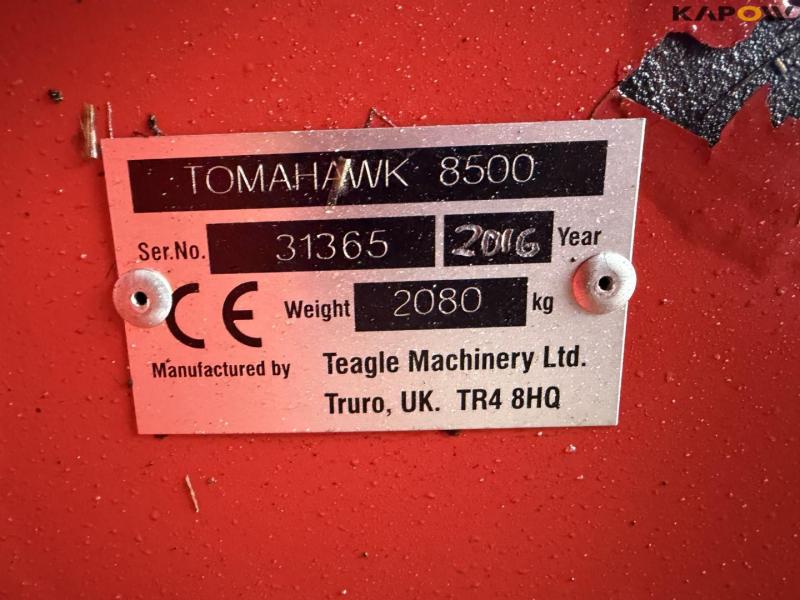 KAPOW
TOMAHAWK 8500
Ser.No. 31365 2016 Year
CE Weight 2080 kg
Manufactured by Teagle Machinery Ltd.
Truro, UK. TR4 8HQ